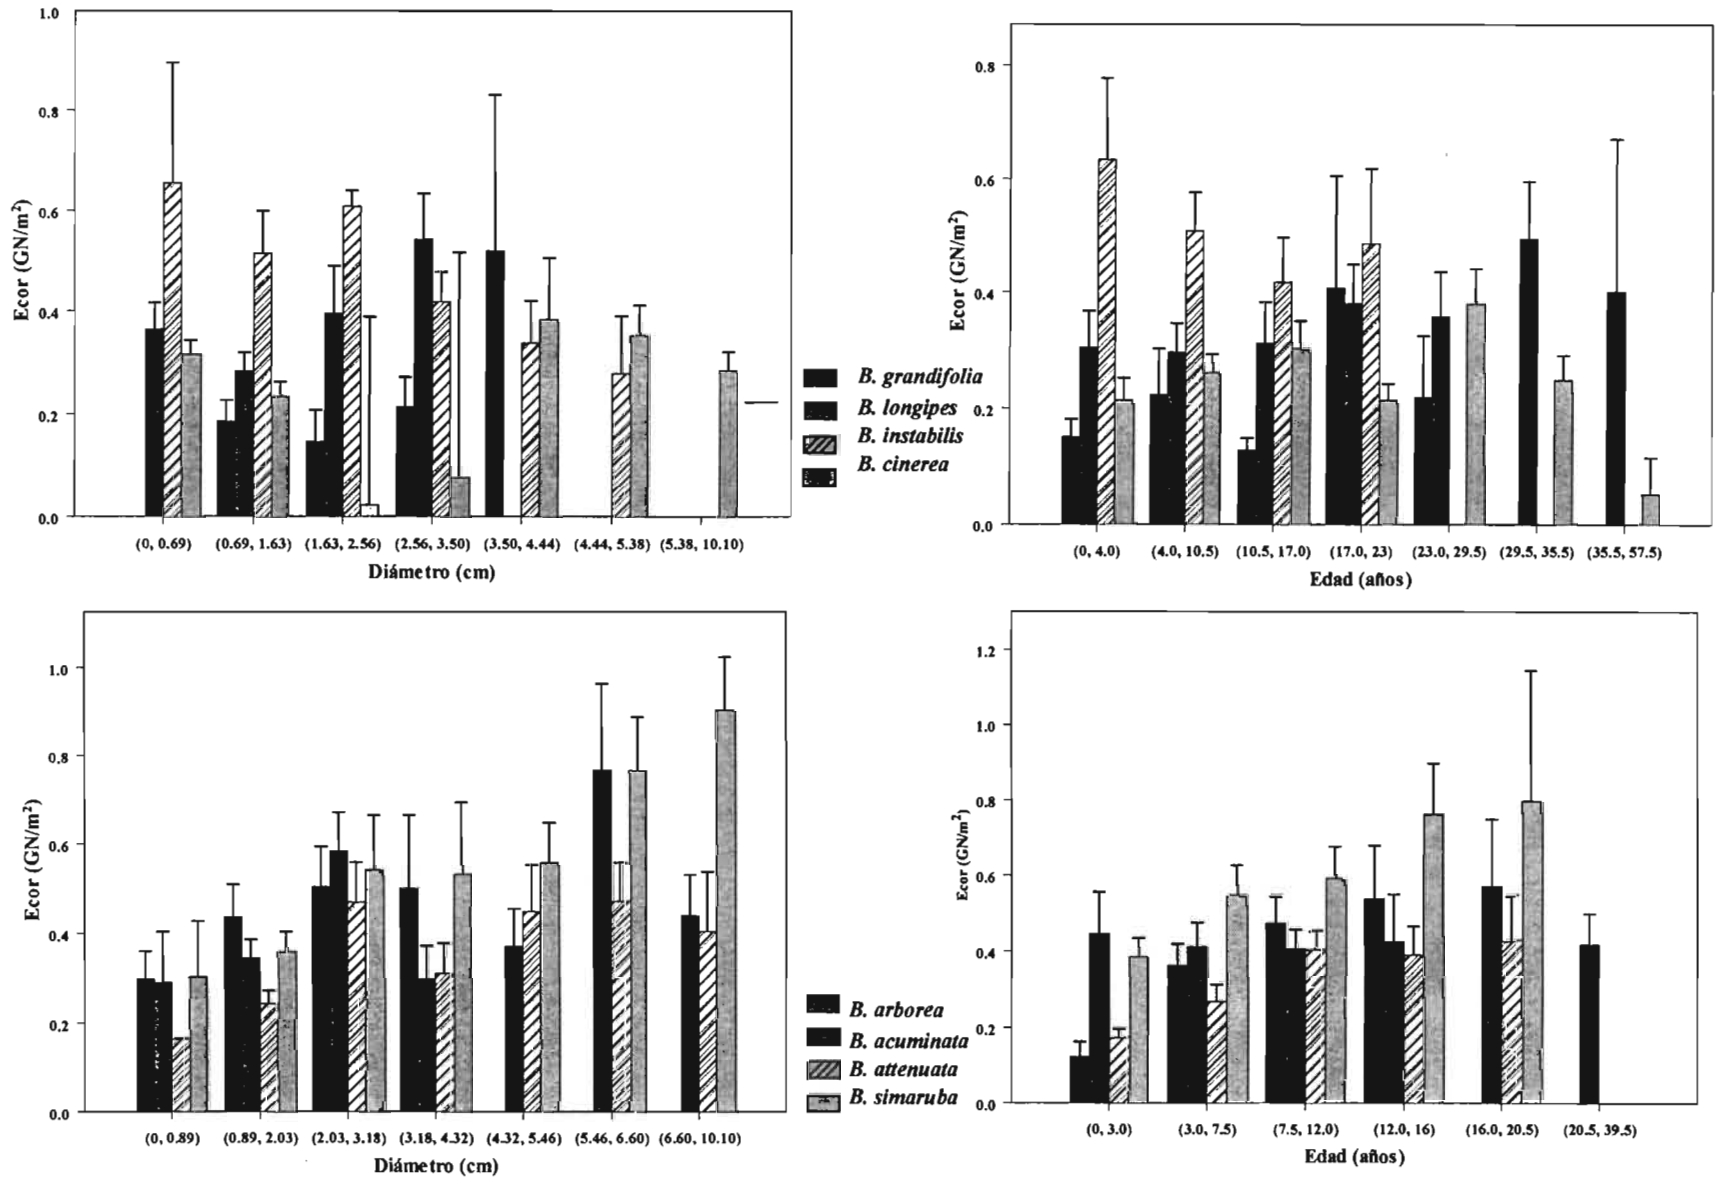 1.0
0.8
0.6
0.4
0.2
0.0
Ecor (GN/m²)
(0, 0.69) (0.69, 1.63) (1.63, 2.56) (2.56, 3.50) (3.50, 4.44) (4.44, 5.38) (5.38, 10.10)
Diámetro (cm)
B. grandifolia
B. longipes
B. instabilis
B. cinerea
0.8
0.6
0.4
0.2
0.0
Ecor (GN/m²)
(0, 4.0) (4.0, 10.5) (10.5, 17.0) (17.0, 23) (23.0, 29.5) (29.5, 35.5) (35.5, 57.5)
Edad (años)
1.0
0.8
0.6
0.4
0.2
0.0
Ecor (GN/m²)
(0, 0.89) (0.89, 2.03) (2.03, 3.18) (3.18, 4.32) (4.32, 5.46) (5.46, 6.60) (6.60, 10.10)
Diámetro (cm)
B. arborea
B. acuminata
B. attenuata
B. simaruba
1.2
1.0
0.8
0.6
0.4
0.2
0.0
Ecor (GN/m²)
(0, 3.0) (3.0, 7.5) (7.5, 12.0) (12.0, 16) (16.0, 20.5) (20.5, 39.5)
Edad (años)